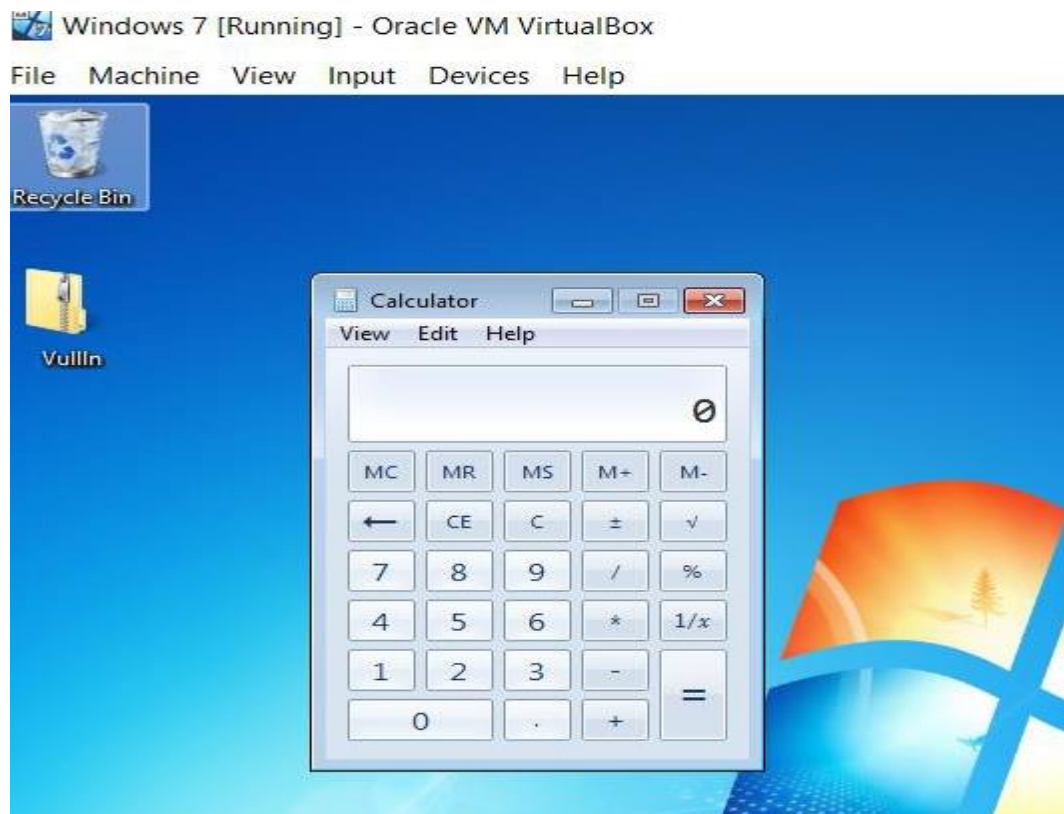 Windows 7 [Running] - Oracle VM VirtualBox
File Machine View Input Devices Help
Recycle Bin
VulIln
Calculator
View Edit Help
0
MC MR MS M+ M-
← CE C ± √
7 8 9 / %
4 5 6 * 1/x
1 2 3 - =
0 . +